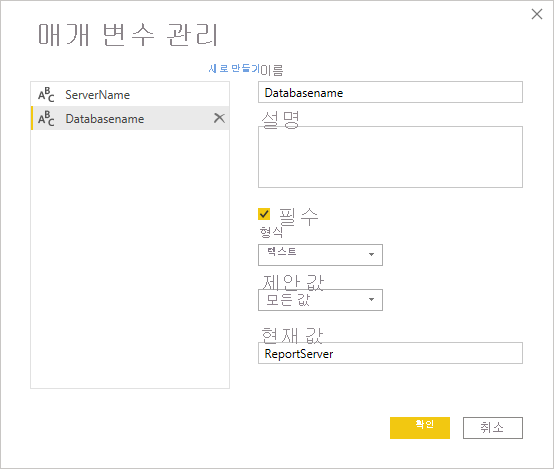 매개 변수 관리
새로 만들기
ABC ServerName
ABC Databasename
이름
Databasename
설명
필수
형식
텍스트
제안 값
모든 값
현재 값
ReportServer
확인
취소